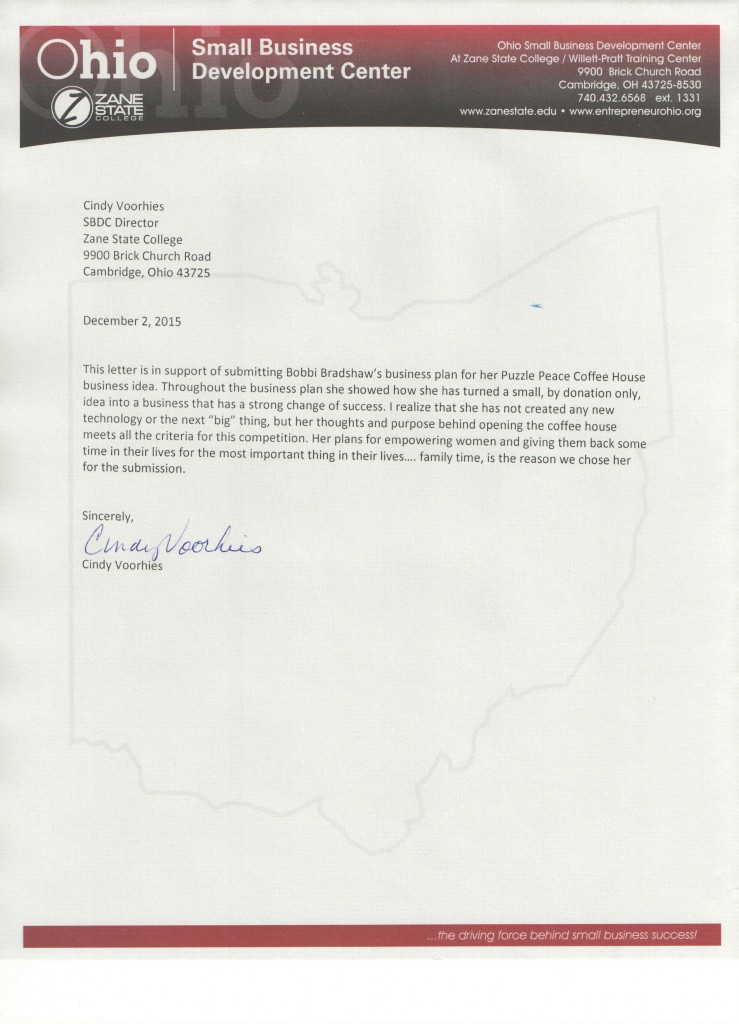 Ohio
Small Business
Development Center
ZANE
STATE
COLLEGE
Ohio Small Business Development Center
At Zane State College / Willett-Pratt Training Center
9900 Brick Church Road
Cambridge, OH 43725-8530
740.432.6568 ext. 1331
www.zanestate.edu • www.entrepreneurohio.org
Cindy Voorhies
SBDC Director
Zane State College
9900 Brick Church Road
Cambridge, Ohio 43725
December 2, 2015
This letter is in support of submitting Bobbi Bradshaw's business plan for her Puzzle Peace Coffee House
business idea. Throughout the business plan she showed how she has turned a small, by donation only,
idea into a business that has a strong change of success. I realize that she has not created any new
technology or the next "big" thing, but her thoughts and purpose behind opening the coffee house
meets all the criteria for this competition. Her plans for empowering women and giving them back some
time in their lives for the most important thing in their lives.... family time, is the reason we chose her
for the submission.
Sincerely,
Cindy Voorhies
Cindy Voorhies
...the driving force behind small business success!